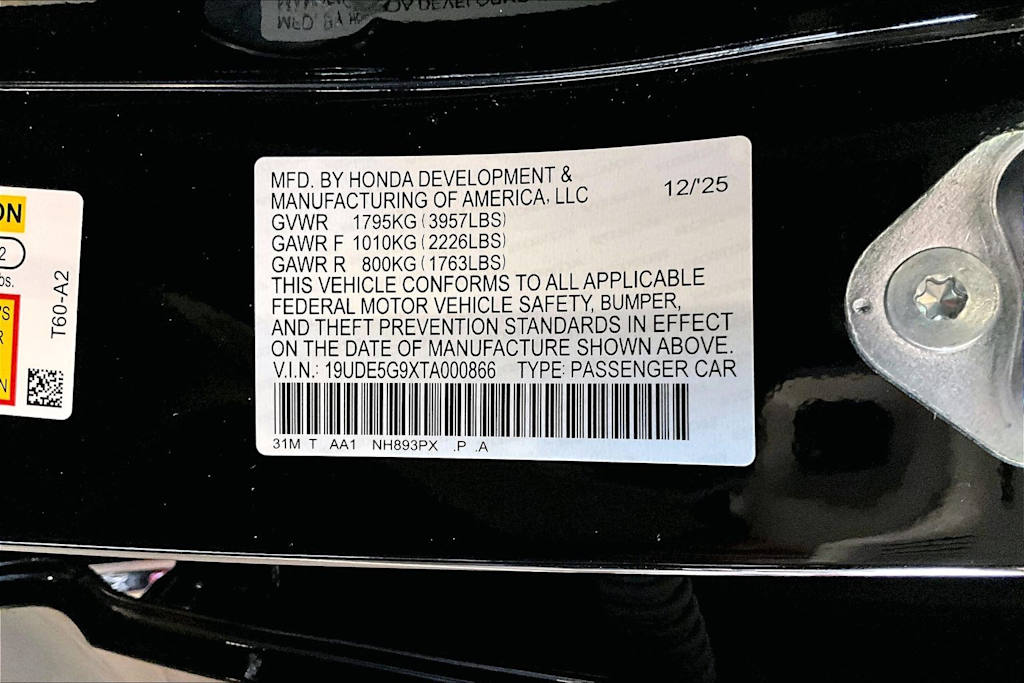 MFD. BY HONDA DEVELOPMENT &
MANUFACTURING OF AMERICA, LLC
12/'25
GVWR 1795KG (3957LBS)
GAWR F 1010KG (2226LBS)
GAWR R 800KG (1763LBS)
THIS VEHICLE CONFORMS TO ALL APPLICABLE
FEDERAL MOTOR VEHICLE SAFETY, BUMPER,
AND THEFT PREVENTION STANDARDS IN EFFECT
ON THE DATE OF MANUFACTURE SHOWN ABOVE.
V.I.N.: 19UDE5G9XTA000866 TYPE: PASSENGER CAR
31M T AA1 NH893PX .P .A
T60-A2